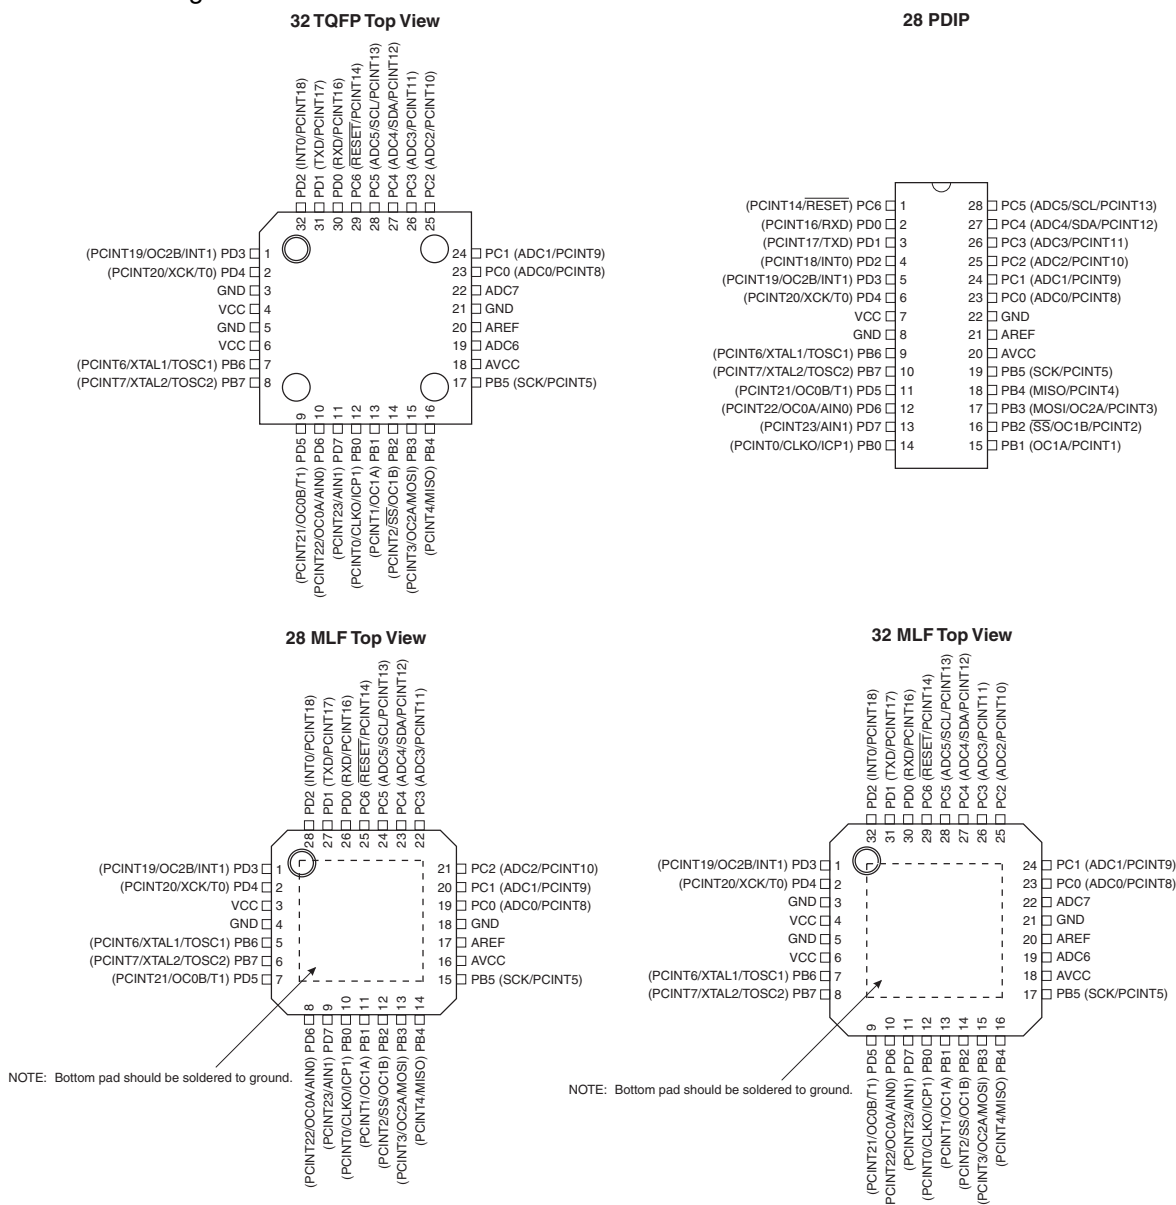 32 TQFP Top View
PD2 (INT0/PCINT18)
PD1 (TXD/PCINT17)
PD0 (RXD/PCINT16)
PC6 (RESET/PCINT14)
PC5 (ADC5/SCL/PCINT13)
PC4 (ADC4/SDA/PCINT12)
PC3 (ADC3/PCINT11)
PC2 (ADC2/PCINT10)
32 31 30 29 28 27 26 25
(PCINT19/OC2B/INT1) PD3 1
(PCINT20/XCK/T0) PD4 2
GND 3
VCC 4
GND 5
VCC 6
(PCINT6/XTAL1/TOSC1) PB6 7
(PCINT7/XTAL2/TOSC2) PB7 8
24 PC1 (ADC1/PCINT9)
23 PC0 (ADC0/PCINT8)
22 ADC7
21 GND
20 AREF
19 ADC6
18 AVCC
17 PB5 (SCK/PCINT5)
9 10 11 12 13 14 15 16
(PCINT21/OC0B/T1) PD5
(PCINT22/OC0A/AIN0) PD6
(PCINT23/AIN1) PD7
(PCINT0/CLKO/ICP1) PB0
(PCINT1/OC1A) PB1
(PCINT2/SS/OC1B) PB2
(PCINT3/OC2A/MOSI) PB3
(PCINT4/MISO) PB4
28 PDIP
(PCINT14/RESET) PC6 1
(PCINT16/RXD) PD0 2
(PCINT17/TXD) PD1 3
(PCINT18/INT0) PD2 4
(PCINT19/OC2B/INT1) PD3 5
(PCINT20/XCK/T0) PD4 6
VCC 7
GND 8
(PCINT6/XTAL1/TOSC1) PB6 9
(PCINT7/XTAL2/TOSC2) PB7 10
(PCINT21/OC0B/T1) PD5 11
(PCINT22/OC0A/AIN0) PD6 12
(PCINT23/AIN1) PD7 13
(PCINT0/CLKO/ICP1) PB0 14
28 PC5 (ADC5/SCL/PCINT13)
27 PC4 (ADC4/SDA/PCINT12)
26 PC3 (ADC3/PCINT11)
25 PC2 (ADC2/PCINT10)
24 PC1 (ADC1/PCINT9)
23 PC0 (ADC0/PCINT8)
22 GND
21 AREF
20 AVCC
19 PB5 (SCK/PCINT5)
18 PB4 (MISO/PCINT4)
17 PB3 (MOSI/OC2A/PCINT3)
16 PB2 (SS/OC1B/PCINT2)
15 PB1 (OC1A/PCINT1)
28 MLF Top View
PD2 (INT0/PCINT18)
PD1 (TXD/PCINT17)
PD0 (RXD/PCINT16)
PC6 (RESET/PCINT14)
PC5 (ADC5/SCL/PCINT13)
PC4 (ADC4/SDA/PCINT12)
PC3 (ADC3/PCINT11)
28 27 26 25 24 23 22
(PCINT19/OC2B/INT1) PD3 1
(PCINT20/XCK/T0) PD4 2
VCC 3
GND 4
(PCINT6/XTAL1/TOSC1) PB6 5
(PCINT7/XTAL2/TOSC2) PB7 6
(PCINT21/OC0B/T1) PD5 7
21 PC2 (ADC2/PCINT10)
20 PC1 (ADC1/PCINT9)
19 PC0 (ADC0/PCINT8)
18 GND
17 AREF
16 AVCC
15 PB5 (SCK/PCINT5)
8 9 10 11 12 13 14
(PCINT22/OC0A/AIN0) PD6
(PCINT23/AIN1) PD7
(PCINT0/CLKO/ICP1) PB0
(PCINT1/OC1A) PB1
(PCINT2/SS/OC1B) PB2
(PCINT3/OC2A/MOSI) PB3
(PCINT4/MISO) PB4
NOTE: Bottom pad should be soldered to ground.
32 MLF Top View
PD2 (INT0/PCINT18)
PD1 (TXD/PCINT17)
PD0 (RXD/PCINT16)
PC6 (RESET/PCINT14)
PC5 (ADC5/SCL/PCINT13)
PC4 (ADC4/SDA/PCINT12)
PC3 (ADC3/PCINT11)
PC2 (ADC2/PCINT10)
32 31 30 29 28 27 26 25
(PCINT19/OC2B/INT1) PD3 1
(PCINT20/XCK/T0) PD4 2
GND 3
VCC 4
GND 5
VCC 6
(PCINT6/XTAL1/TOSC1) PB6 7
(PCINT7/XTAL2/TOSC2) PB7 8
24 PC1 (ADC1/PCINT9)
23 PC0 (ADC0/PCINT8)
22 ADC7
21 GND
20 AREF
19 ADC6
18 AVCC
17 PB5 (SCK/PCINT5)
9 10 11 12 13 14 15 16
(PCINT21/OC0B/T1) PD5
PCINT22/OC0A/AIN0) PD6
(PCINT23/AIN1) PD7
(PCINT0/CLKO/ICP1) PB0
(PCINT1/OC1A) PB1
(PCINT2/SS/OC1B) PB2
(PCINT3/OC2A/MOSI) PB3
(PCINT4/MISO) PB4
NOTE: Bottom pad should be soldered to ground.